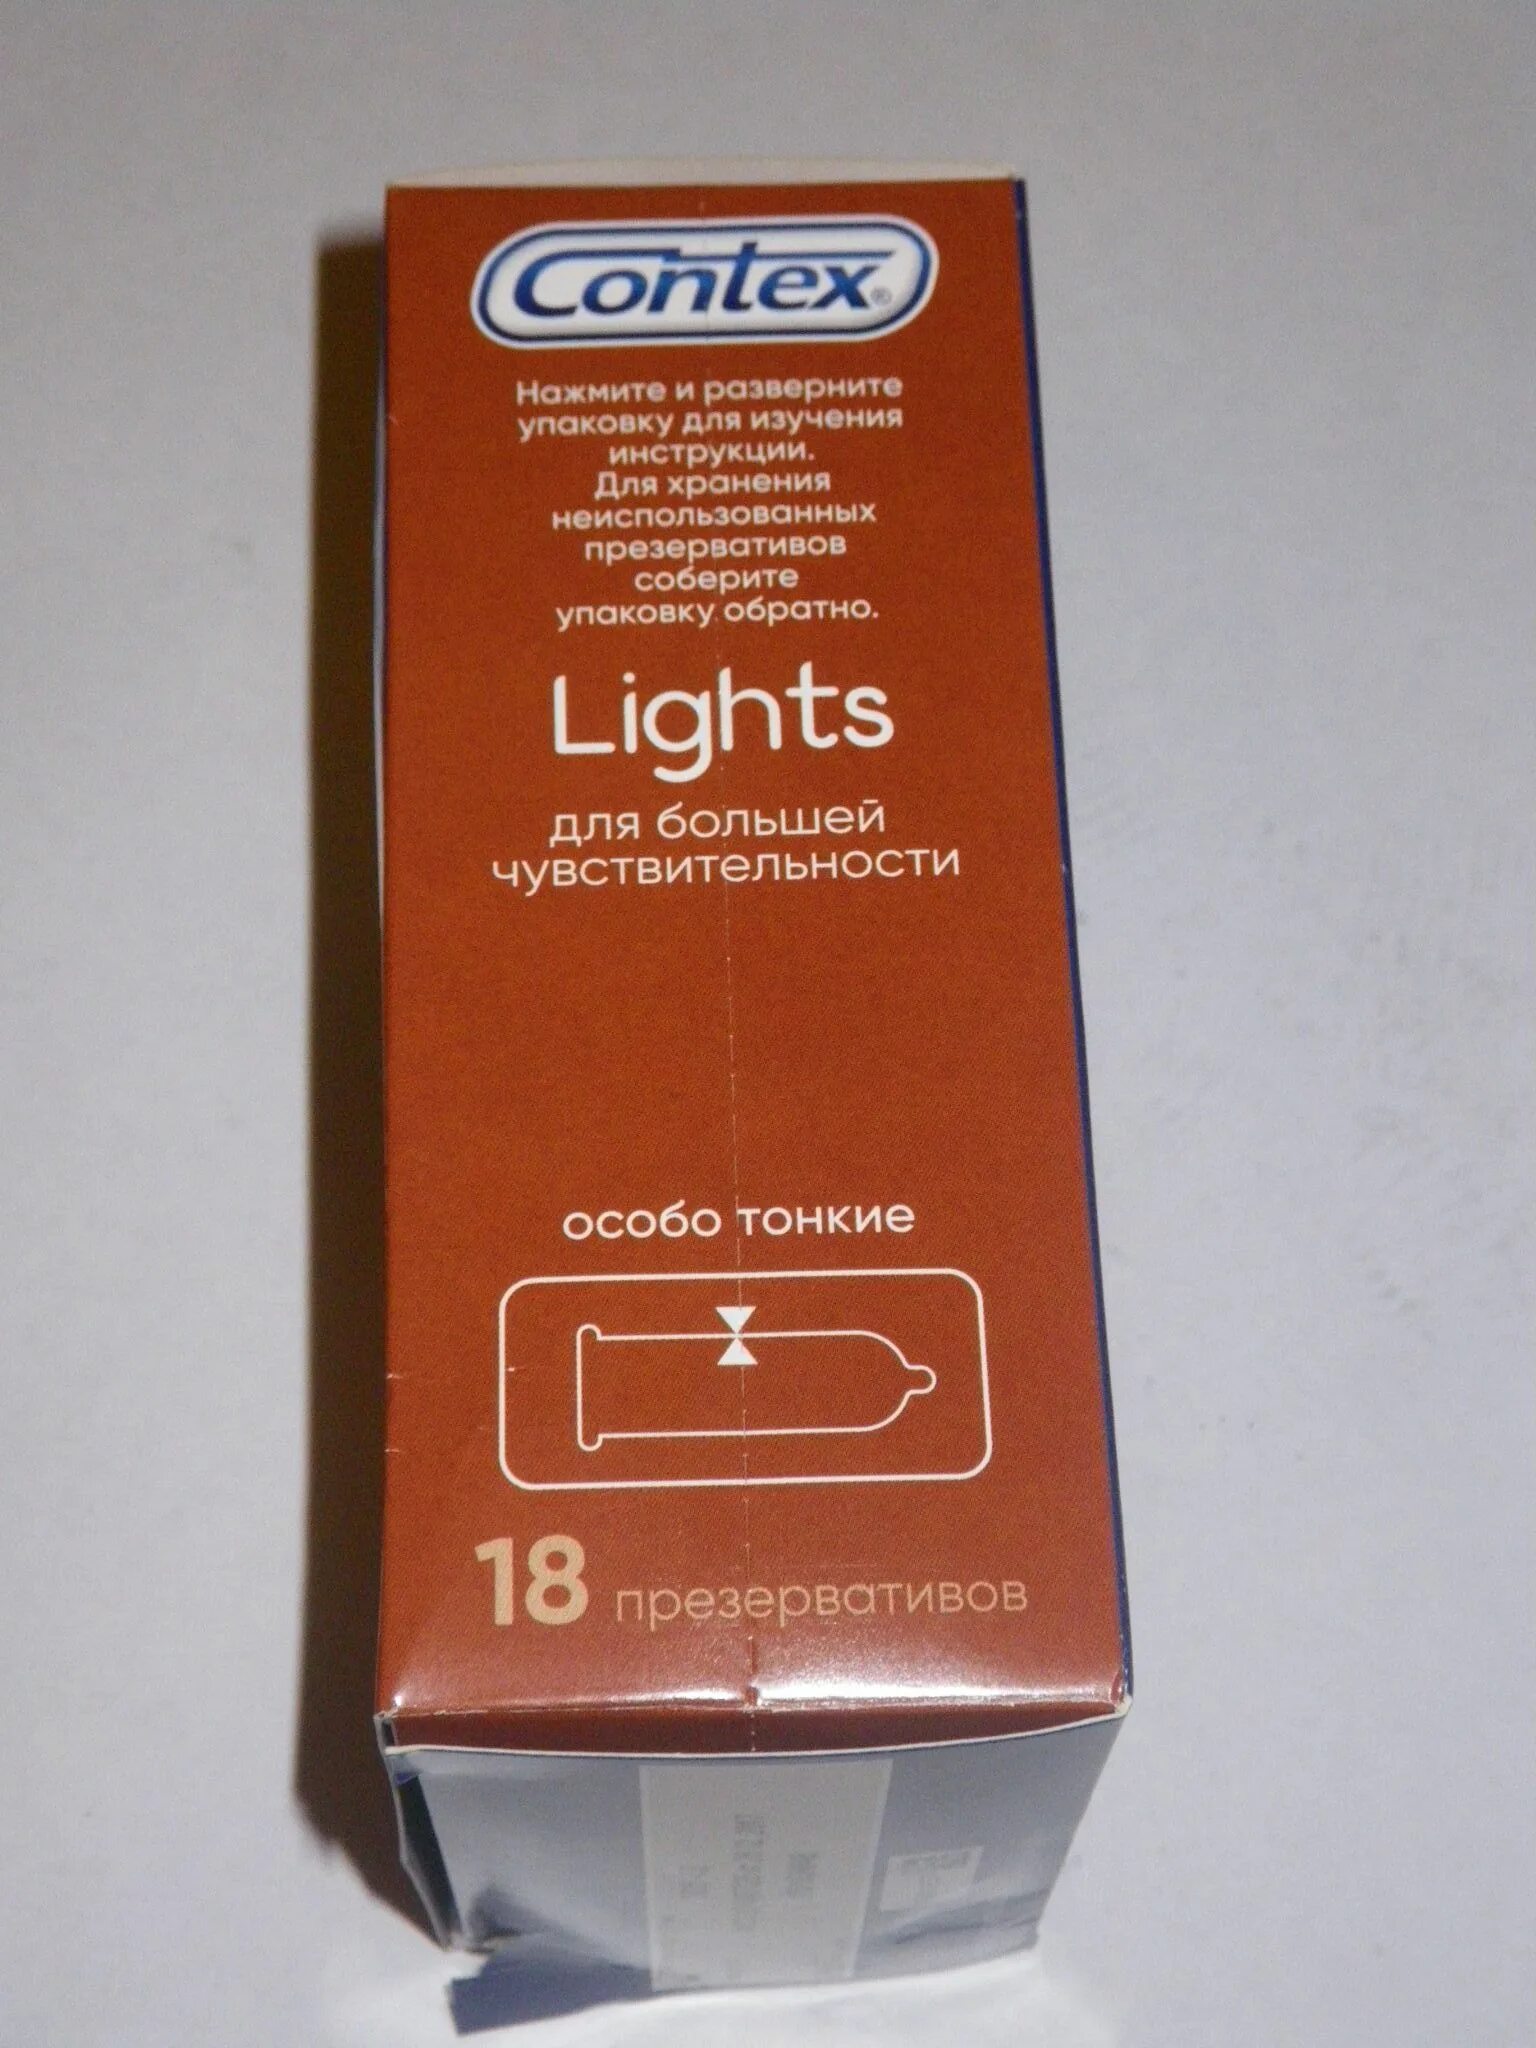 Contex®
Нажмите и разверните
упаковку для изучения
инструкции.
Для хранения
неиспользованных
презервативов
соберите
упаковку обратно.
Lights
для большей
чувствительности
особо тонкие
18 презервативов